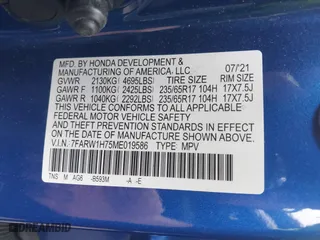 MFD. BY HONDA DEVELOPMENT &
MANUFACTURING OF AMERICA, LLC 07/21
GVWR 2130KG( 4695LBS) TIRE SIZE RIM SIZE
GAWR F 1100KG( 2425LBS) 235/65R17 104H 17X7.5J
GAWR R 1040KG( 2292LBS) 235/65R17 104H 17X7.5J
THIS VEHICLE CONFORMS TO ALL APPLICABLE
FEDERAL MOTOR VEHICLE SAFETY
STANDARDS IN EFFECT ON THE
DATE OF MANUFACTURE SHOWN ABOVE.
V.I.N. 7FARW1H75ME019586 TYPE: MPV
TNS M AG6 -B593M -A -E
DREAMBID